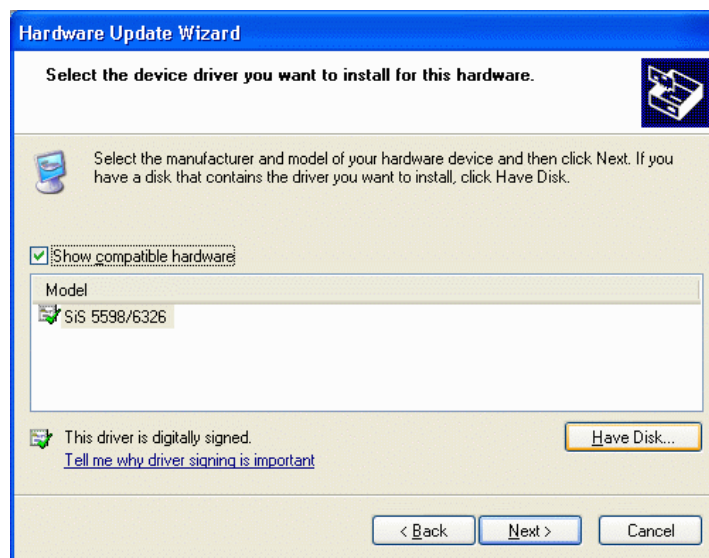 Hardware Update Wizard
Select the device driver you want to install for this hardware.
Select the manufacturer and model of your hardware device and then click Next. If you
have a disk that contains the driver you want to install, click Have Disk.
Show compatible hardware
Model
SiS 5598/6326
This driver is digitally signed.
Have Disk...
Tell me why driver signing is important
< Back
Next >
Cancel